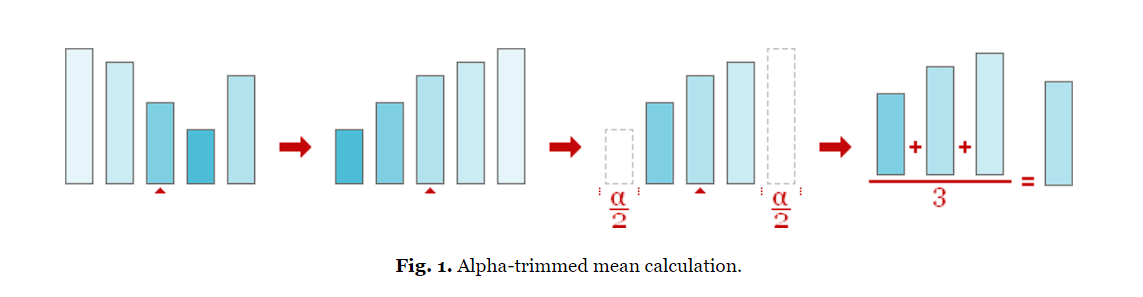 α/2 α/2
+ + =
3
Fig. 1. Alpha-trimmed mean calculation.